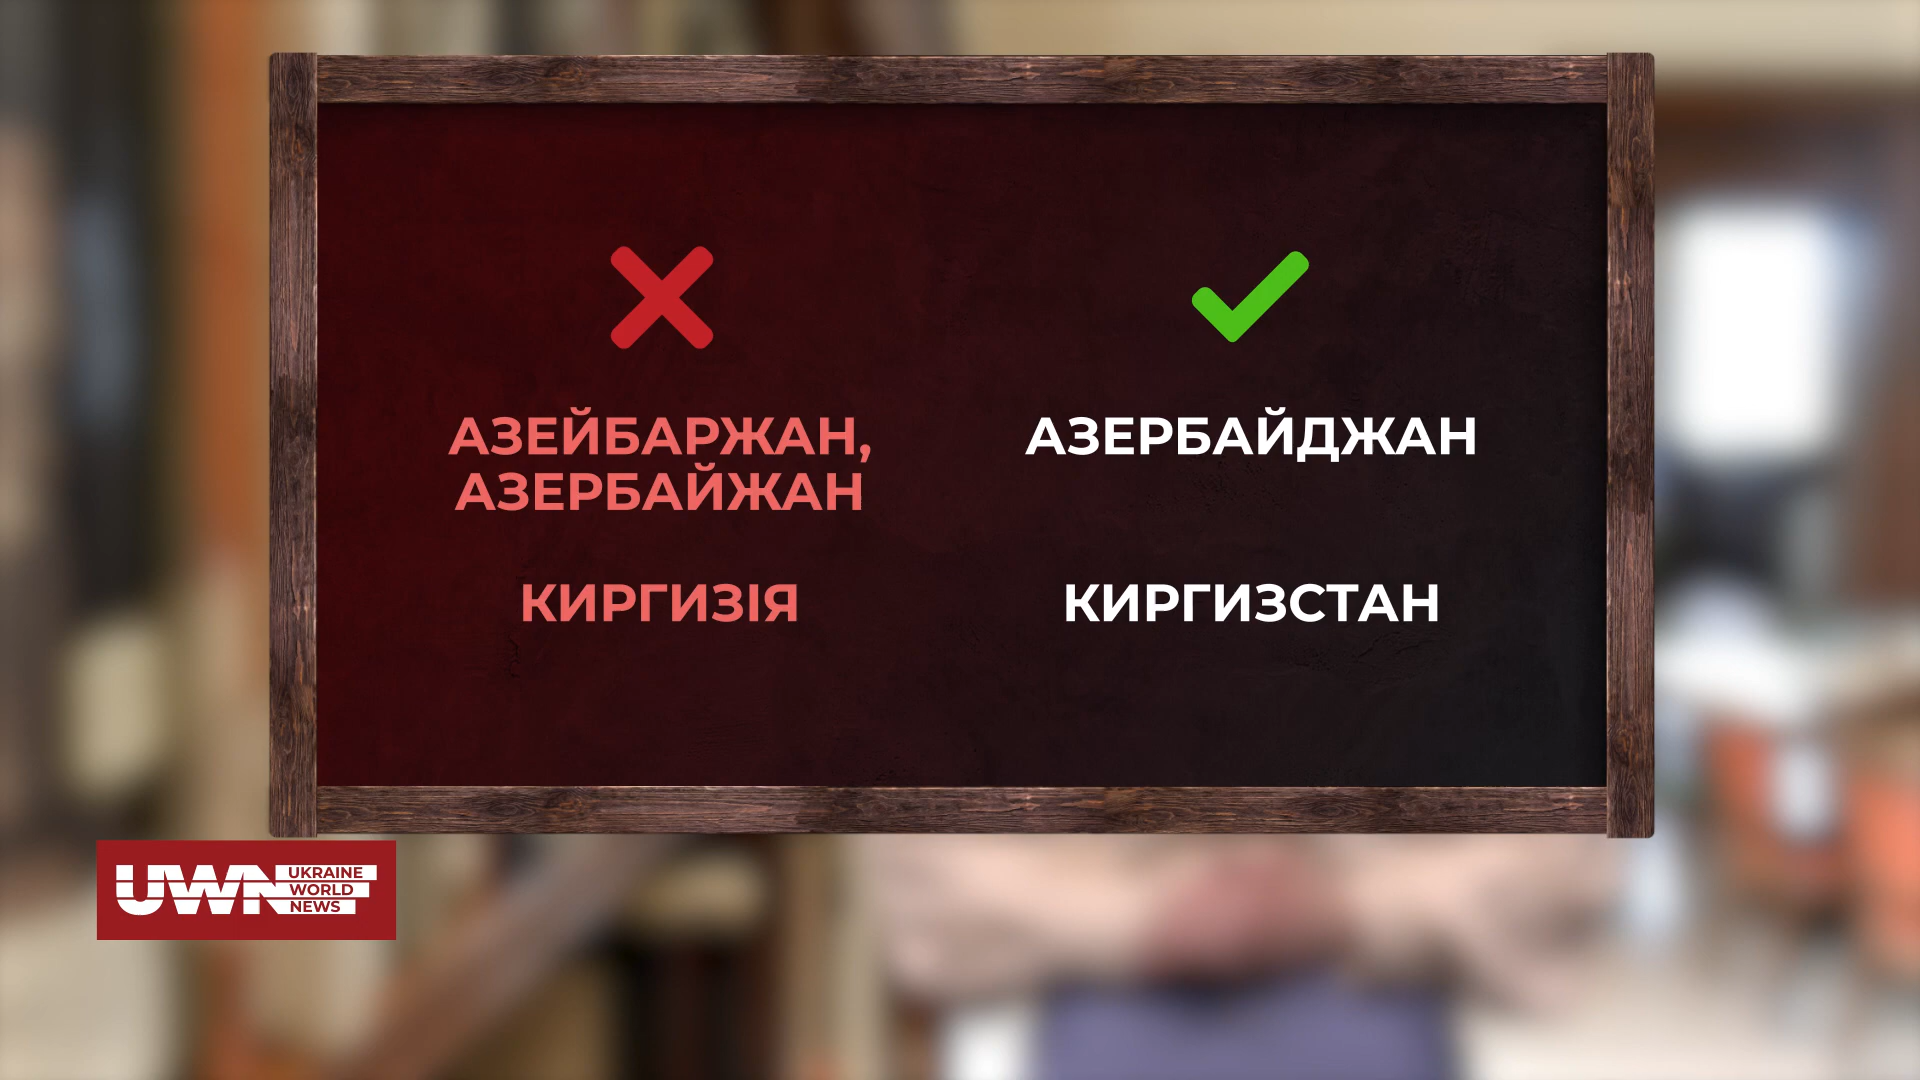 АЗЕЙБАРЖАН,
АЗЕРБАЙЖАН
АЗЕРБАЙДЖАН
КИРГИЗІЯ
КИРГИЗСТАН
UWN UKRAINE
WORLD
NEWS